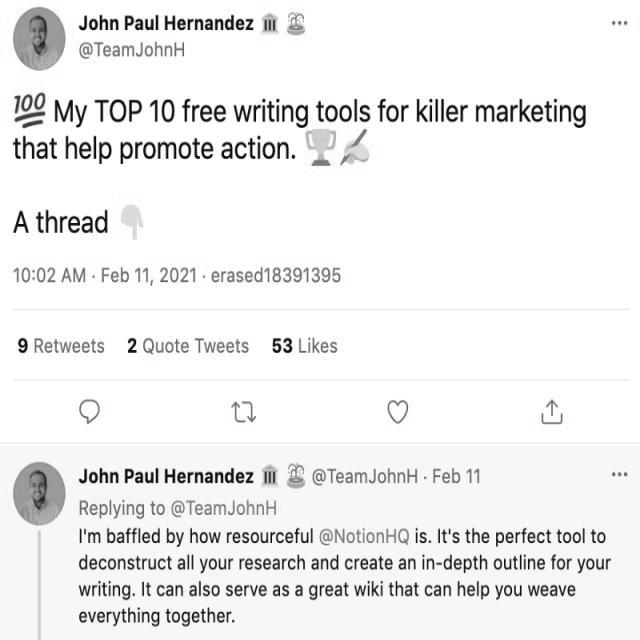 John Paul Hernandez 🏛️ ⛲
@TeamJohnH
💯 My TOP 10 free writing tools for killer marketing
that help promote action. 🏆✍️
A thread 👇
10:02 AM · Feb 11, 2021 · erased18391395
9 Retweets 2 Quote Tweets 53 Likes
John Paul Hernandez 🏛️ ⛲ @TeamJohnH · Feb 11
Replying to @TeamJohnH
I'm baffled by how resourceful @NotionHQ is. It's the perfect tool to
deconstruct all your research and create an in-depth outline for your
writing. It can also serve as a great wiki that can help you weave
everything together.